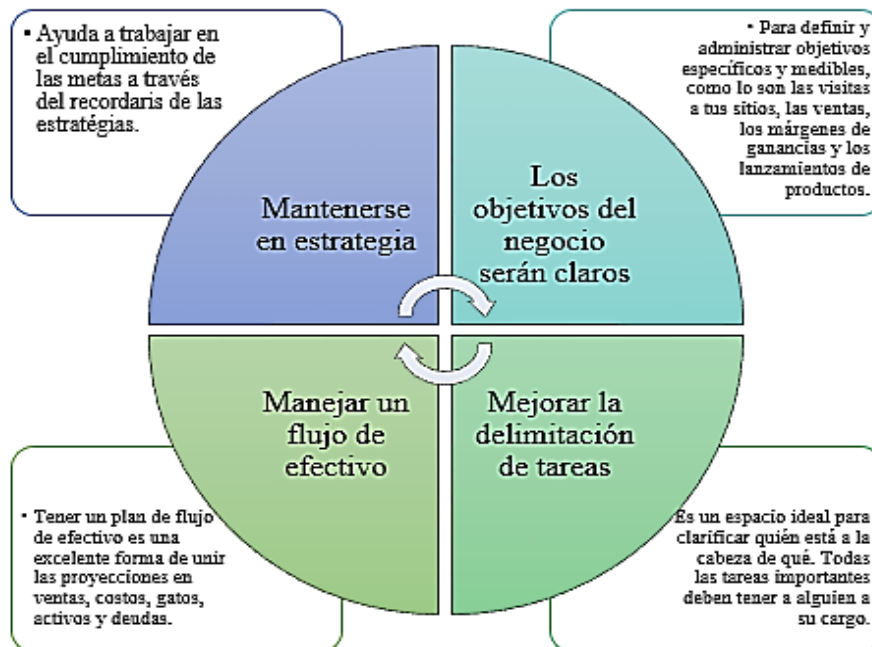 • Ayuda a trabajar en
el cumplimiento de
las metas a través
del recordaris de las
estratégias.
• Para definir y
administrar objetivos
específicos y medibles,
como lo son las visitas
a tus sitios, las ventas,
los márgenes de
ganancias y los
lanzamientos de
productos.
Mantenerse
en estrategia
Los
objetivos del
negocio
serán claros
Manejar un
flujo de
efectivo
Mejorar la
delimitación
de tareas
• Tener un plan de flujo
de efectivo es una
excelente forma de unir
las proyecciones en
ventas, costos, gatos,
activos y deudas.
Es un espacio ideal para
clarificar quién está a la
cabeza de qué. Todas
las tareas importantes
deben tener a alguien a
su cargo.